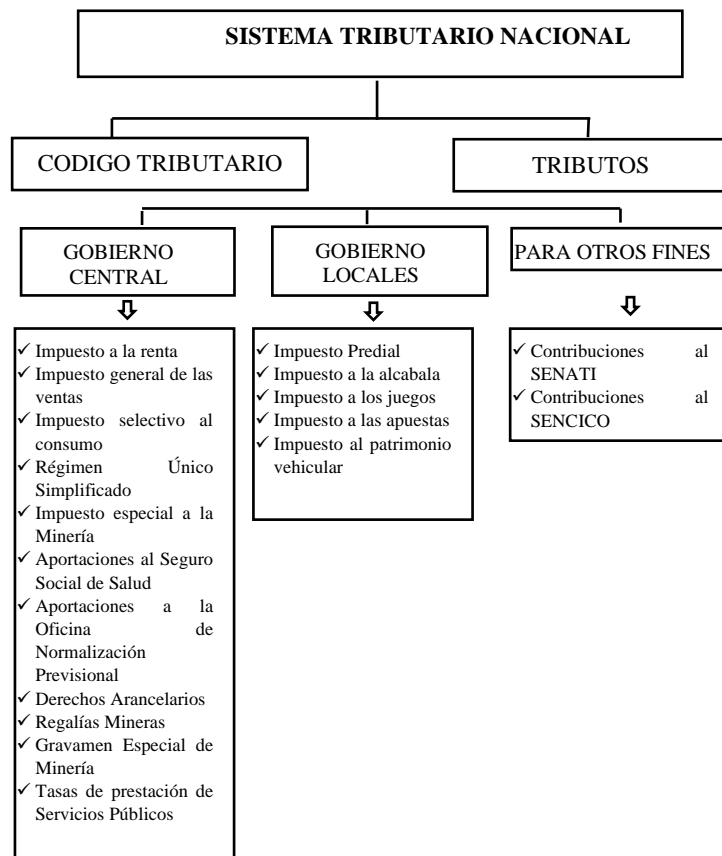 SISTEMA TRIBUTARIO NACIONAL
CODIGO TRIBUTARIO
TRIBUTOS
GOBIERNO
CENTRAL
GOBIERNO
LOCALES
PARA OTROS FINES
✓ Impuesto a la renta
✓ Impuesto general de las
ventas
✓ Impuesto selectivo al
consumo
✓ Régimen Único
Simplificado
✓ Impuesto especial a la
Minería
✓ Aportaciones al Seguro
Social de Salud
✓ Aportaciones a la
Oficina de
Normalización
Previsional
✓ Derechos Arancelarios
✓ Regalías Mineras
✓ Gravamen Especial de
Minería
✓ Tasas de prestación de
Servicios Públicos
✓ Impuesto Predial
✓ Impuesto a la alcabala
✓ Impuesto a los juegos
✓ Impuesto a las apuestas
✓ Impuesto al patrimonio
vehicular
✓ Contribuciones al
SENATI
✓ Contribuciones al
SENCICO